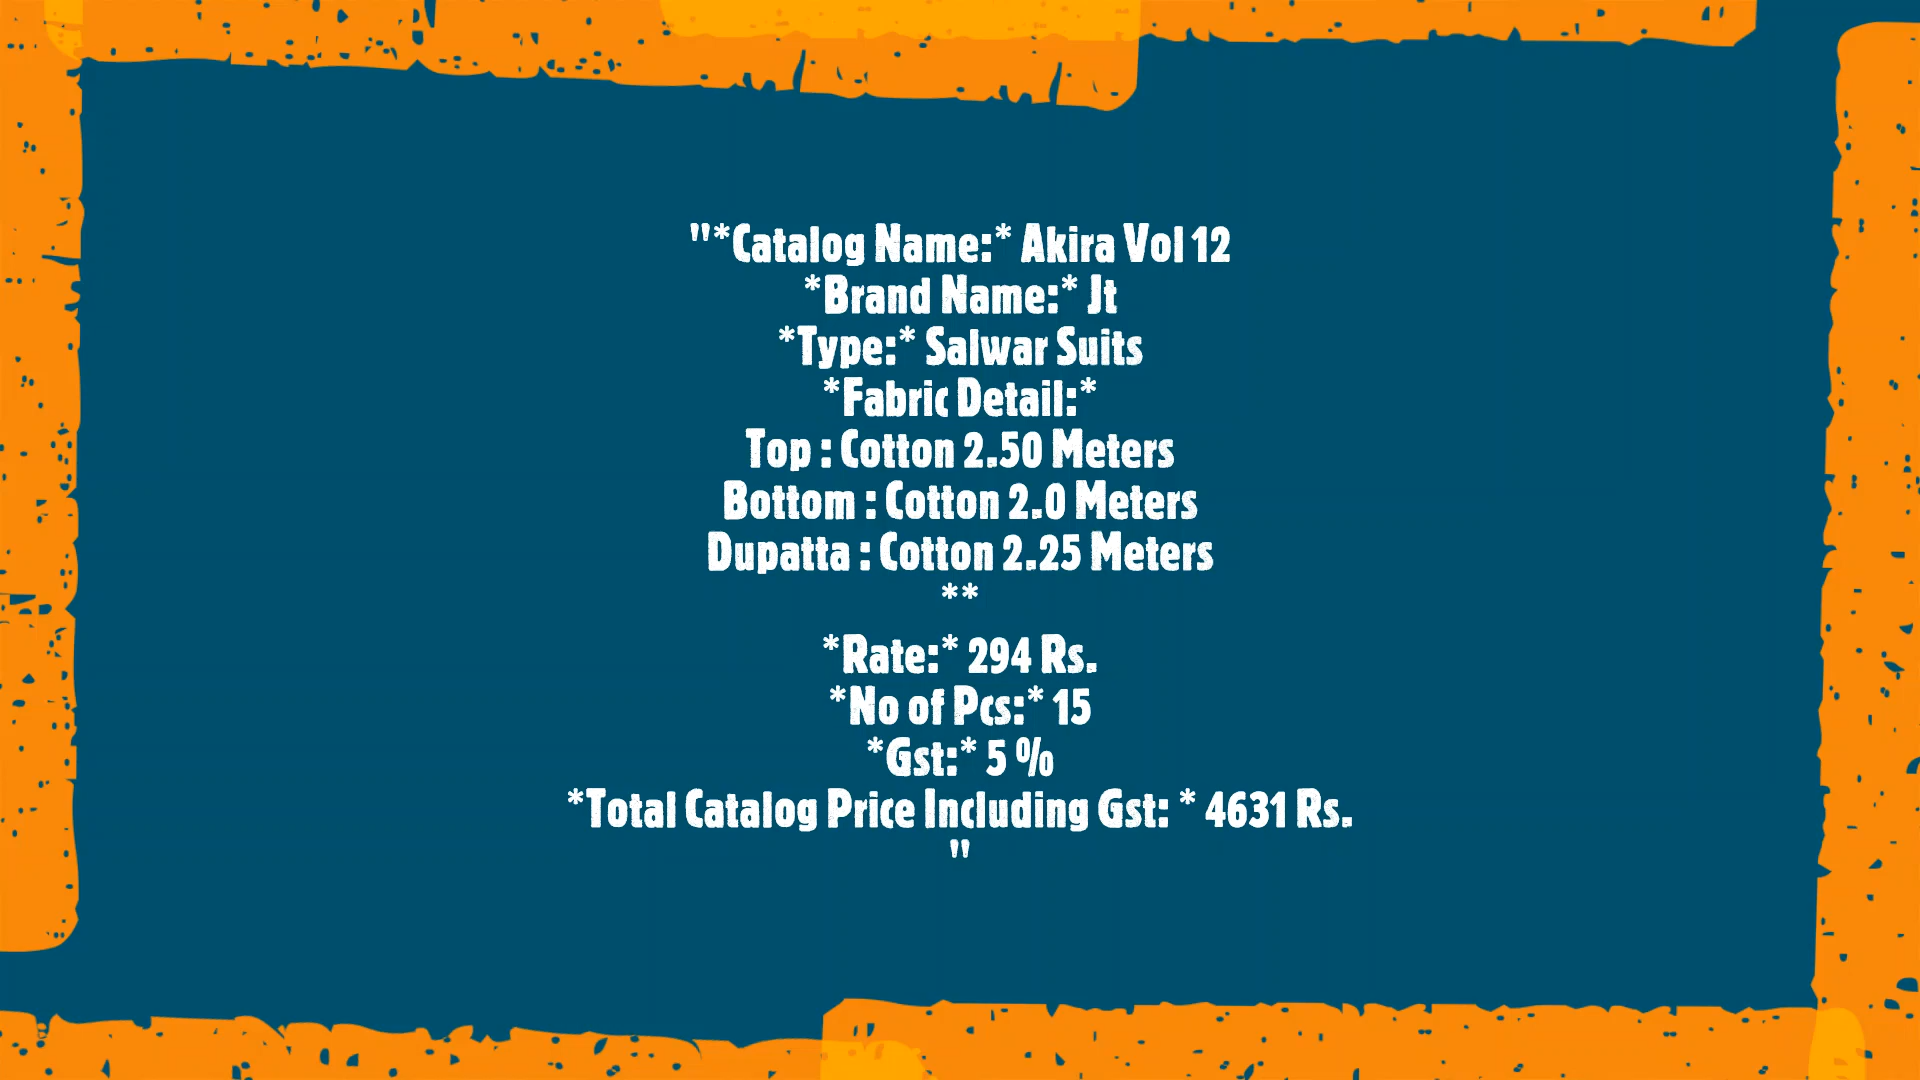 "*Catalog Name:* Akira Vol 12
*Brand Name:* Jt
*Type:* Salwar Suits
*Fabric Detail:*
Top : Cotton 2.50 Meters
Bottom : Cotton 2.0 Meters
Dupatta : Cotton 2.25 Meters
**
*Rate:* 294 Rs.
*No of Pcs:* 15
*Gst:* 5 %
*Total Catalog Price Including Gst: * 4631 Rs.
"